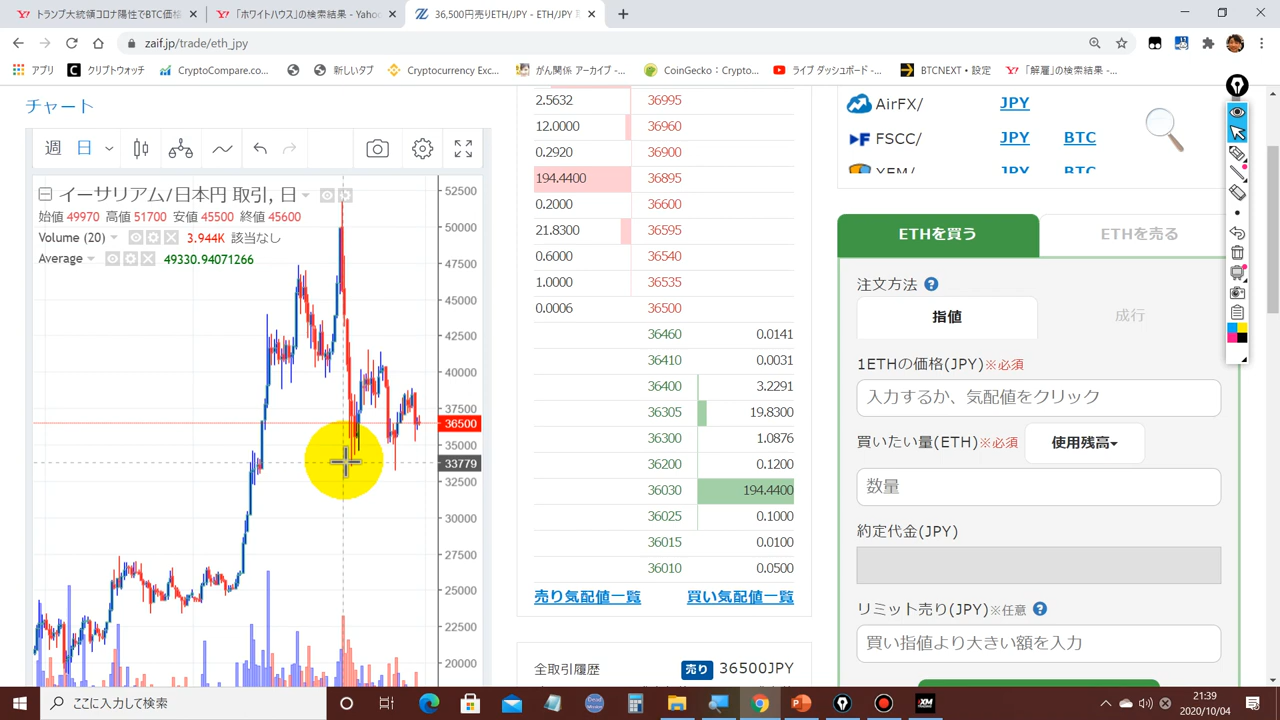 トランプ大統領コロナ陽性でBTC価格
「ホワイトハウス」の検索結果 - Yahoo
36,500円売りETH/JPY - ETH/JPY 取
zaif.jp/trade/eth_jpy
アプリ
クリプトウォッチ
CryptoCompare.co...
新しいタブ
Cryptocurrency Exc...
がん関係 アーカイブ -...
CoinGecko : Cryptoc...
ライブ ダッシュボード -...
BTCNEXT・設定
「解雇」の検索結果 -...
チャート
週 日
イーサリアム/日本円 取引, 日
始値 49970 高値 51700 安値 45500 終値 45600
Volume (20) 3.944K 該当なし
Average 49330.94071266
52500
50000
47500
45000
42500
40000
37500
36500
35000
33779
32500
30000
27500
25000
22500
20000
2.5632 36995
12.0000 36960
0.2920 36900
194.4400 36895
0.2000 36600
21.8300 36595
0.6000 36540
1.0000 36535
0.0006 36500
36460 0.0141
36410 0.0031
36400 3.2291
36305 19.8300
36300 1.0876
36200 0.1200
36030 194.4400
36025 0.1000
36015 0.0100
36010 0.0500
売り気配値一覧 買い気配値一覧
全取引履歴 売り 36500JPY
AirFX/ JPY
FSCC/ JPY BTC
XEM/ JPY BTC
ETHを買う ETHを売る
注文方法 ?
指値 成行
1ETHの価格(JPY)※必須
入力するか、気配値をクリック
買いたい量(ETH)※必須 使用残高
数量
約定代金(JPY)
リミット売り(JPY)※任意 ?
買い指値より大きい額を入力
ここに入力して検索
XM
21:39
2020/10/04